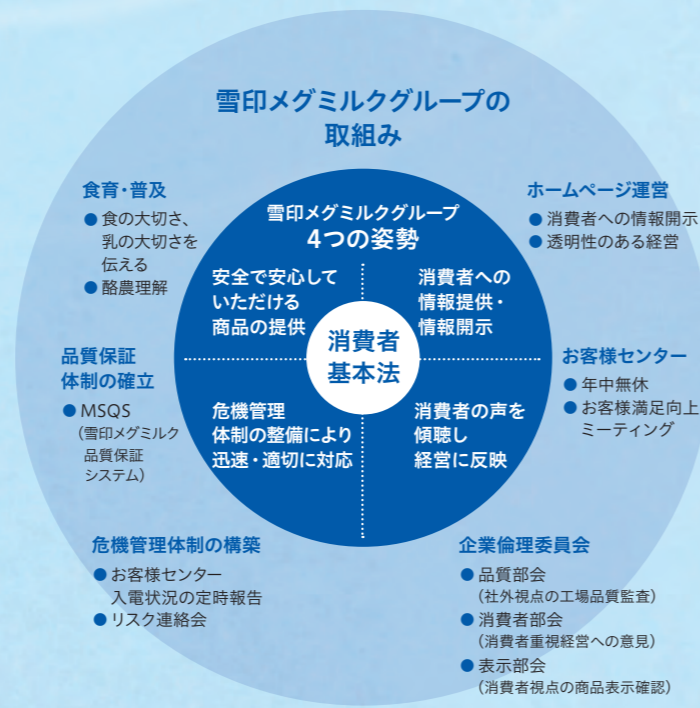 雪印メグミルクグループの
取組み
食育・普及
● 食の大切さ、
乳の大切さを
伝える
● 酪農理解
ホームページ運営
● 消費者への情報開示
● 透明性のある経営
雪印メグミルクグループ
4つの姿勢
安全で安心して
いただける
商品の提供
消費者への
情報提供・
情報開示
消費者
基本法
危機管理
体制の整備により
迅速・適切に対応
消費者の声を
傾聴し
経営に反映
品質保証
体制の確立
● MSQS
(雪印メグミルク
品質保証
システム)
お客様センター
● 年中無休
● お客様満足向上
ミーティング
危機管理体制の構築
● お客様センター
入電状況の定時報告
● リスク連絡会
企業倫理委員会
● 品質部会
(社外視点の工場品質監査)
● 消費者部会
(消費者重視経営への意見)
● 表示部会
(消費者視点の商品表示確認)